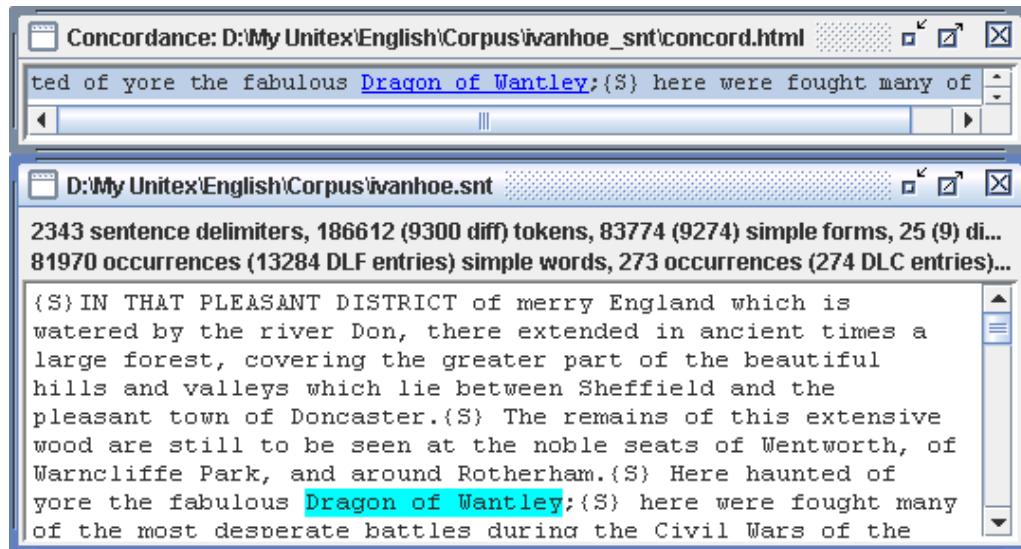 Concordance: D:\My Unitex\English\Corpus\ivanhoe_snt\concord.html
ted of yore the fabulous Dragon of Wantley;{S} here were fought many of
D:\My Unitex\English\Corpus\ivanhoe.snt
2343 sentence delimiters, 186612 (9300 diff) tokens, 83774 (9274) simple forms, 25 (9) di...
81970 occurrences (13284 DLF entries) simple words, 273 occurrences (274 DLC entries)...
{S}IN THAT PLEASANT DISTRICT of merry England which is
watered by the river Don, there extended in ancient times a
large forest, covering the greater part of the beautiful
hills and valleys which lie between Sheffield and the
pleasant town of Doncaster.{S} The remains of this extensive
wood are still to be seen at the noble seats of Wentworth, of
Warncliffe Park, and around Rotherham.{S} Here haunted of
yore the fabulous Dragon of Wantley;{S} here were fought many
of the most desperate battles during the Civil Wars of the